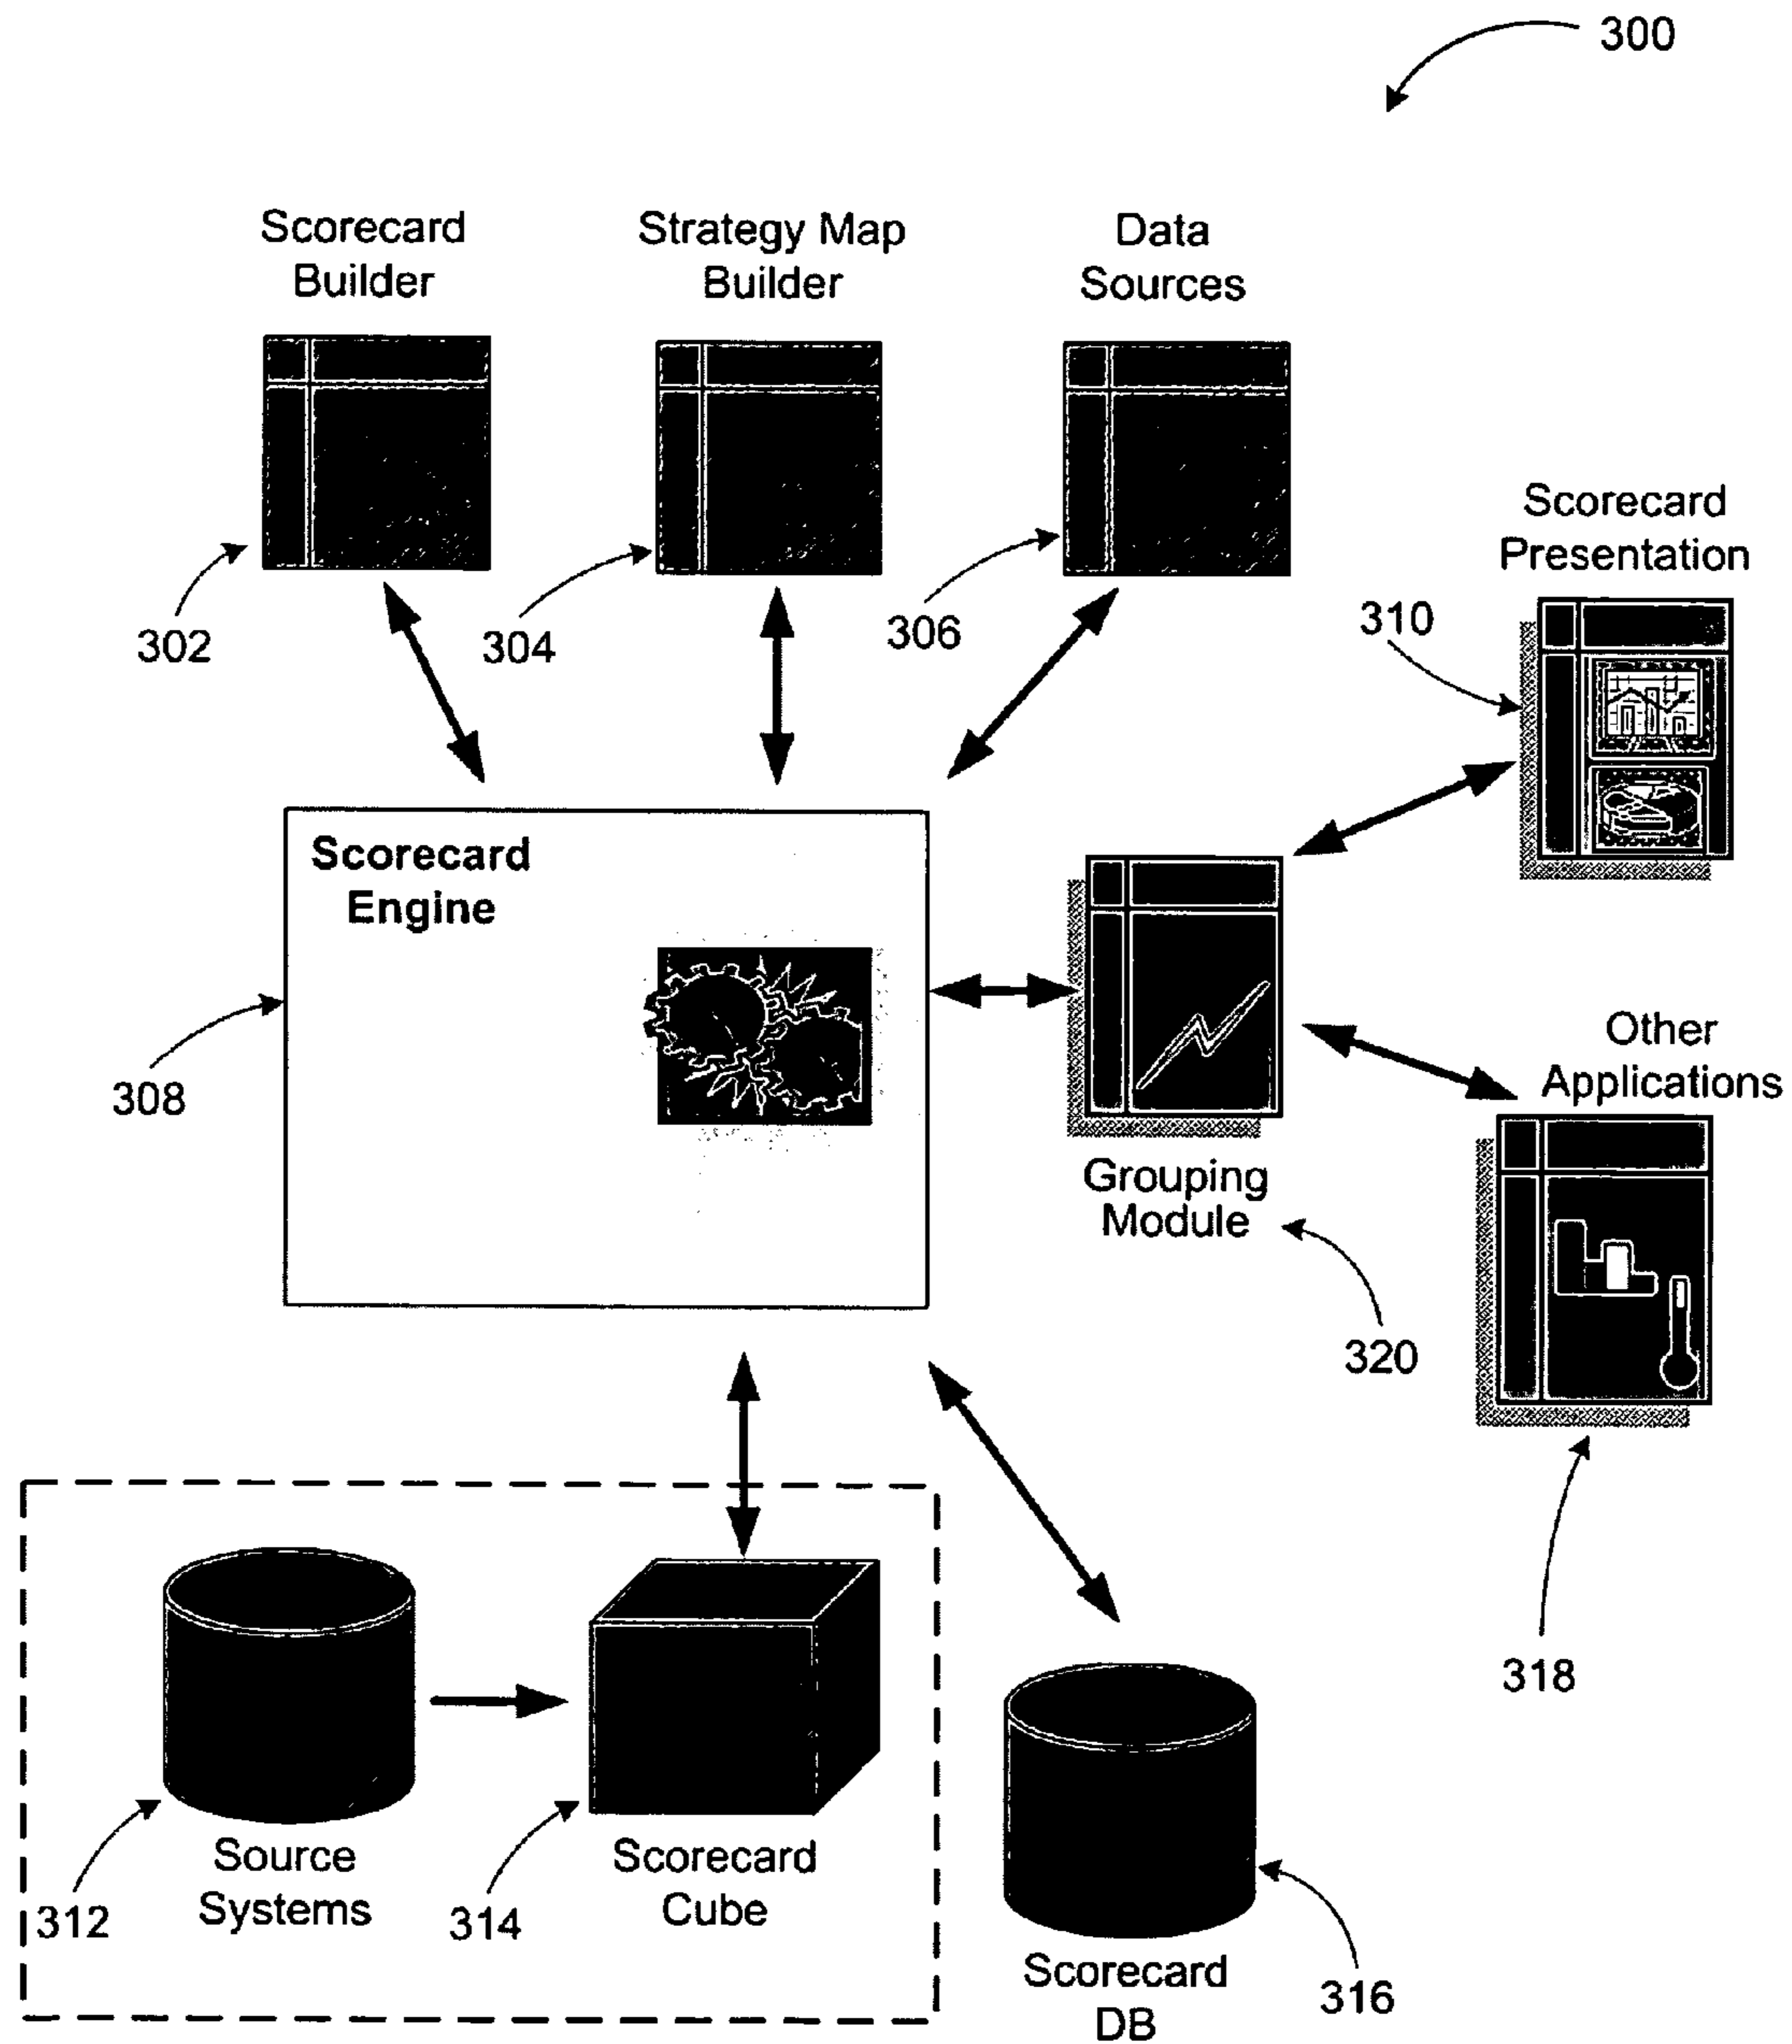 300
Scorecard
Builder
Strategy Map
Builder
Data
Sources
302
304
306
Scorecard
Presentation
310
Scorecard
Engine
308
Grouping
Module
320
Other
Applications
318
Source
Systems
312
Scorecard
Cube
314
Scorecard
DB
316